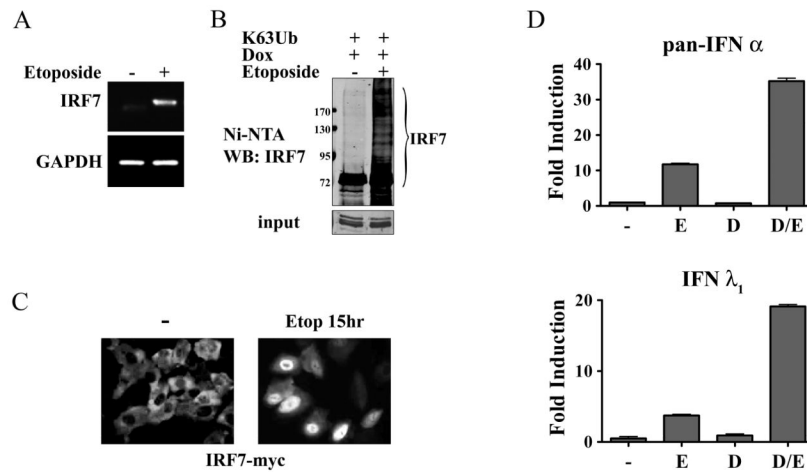 A
Etoposide - +
IRF7
GAPDH
B
K63Ub + +
Dox + +
Etoposide - +
170
130
95
72
Ni-NTA
WB: IRF7
IRF7
input
C
-
Etop 15hr
IRF7-myc
D
pan-IFN α
Fold Induction
40
30
20
10
0
- E D D/E
IFN λ1
Fold Induction
20
10
0
- E D D/E